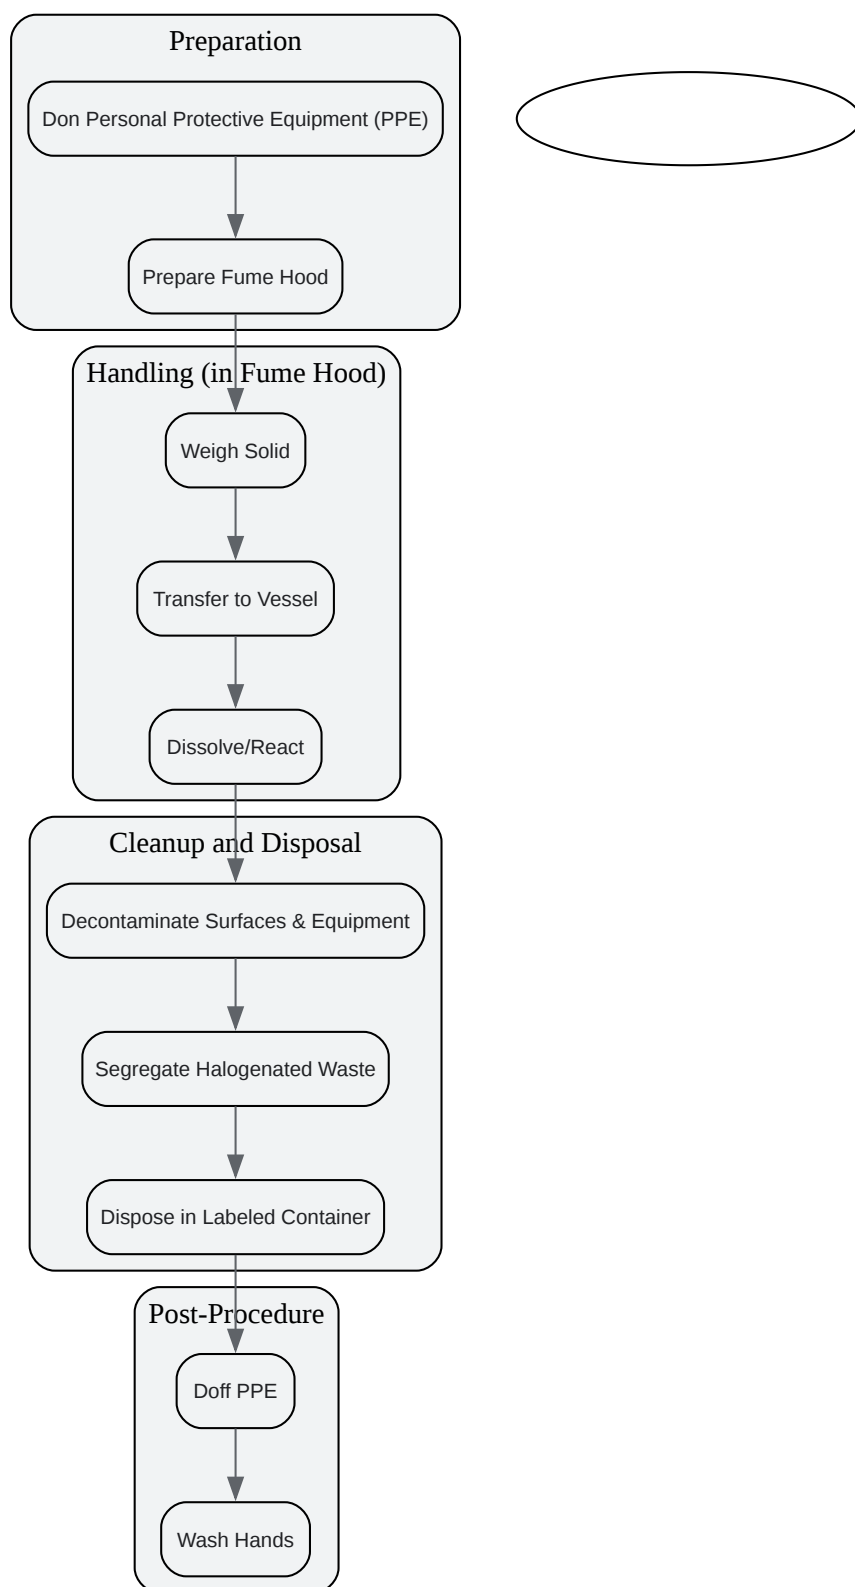 Preparation
Don Personal Protective Equipment (PPE)
Prepare Fume Hood
Handling (in Fume Hood)
Weigh Solid
Transfer to Vessel
Dissolve/React
Cleanup and Disposal
Decontaminate Surfaces & Equipment
Segregate Halogenated Waste
Dispose in Labeled Container
Post-Procedure
Doff PPE
Wash Hands